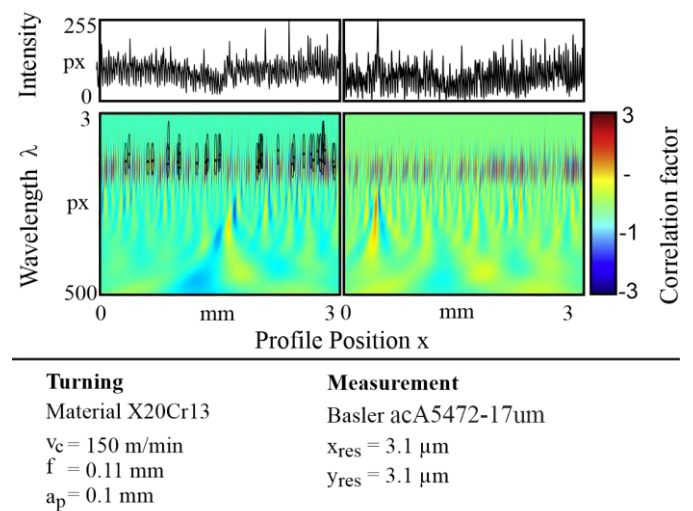 255
Intensity
px
0
3
Wavelength λ
px
500
0 mm 3 0 mm 3
Profile Position x
3
-
-1
-3
Correlation factor
Turning
Material X20Cr13
vc = 150 m/min
f = 0.11 mm
ap = 0.1 mm
Measurement
Basler acA5472-17um
xres = 3.1 µm
yres = 3.1 µm